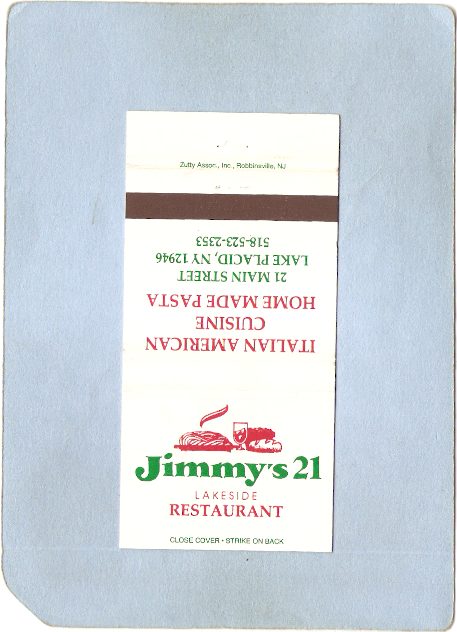 Zutty Assoc., Inc., Robbinsville, NJ
518-523-2353
LAKE PLACID, NY 12946
21 MAIN STREET
HOME MADE PASTA
CUISINE
ITALIAN AMERICAN
Jimmy's 21
LAKESIDE
RESTAURANT
CLOSE COVER • STRIKE ON BACK